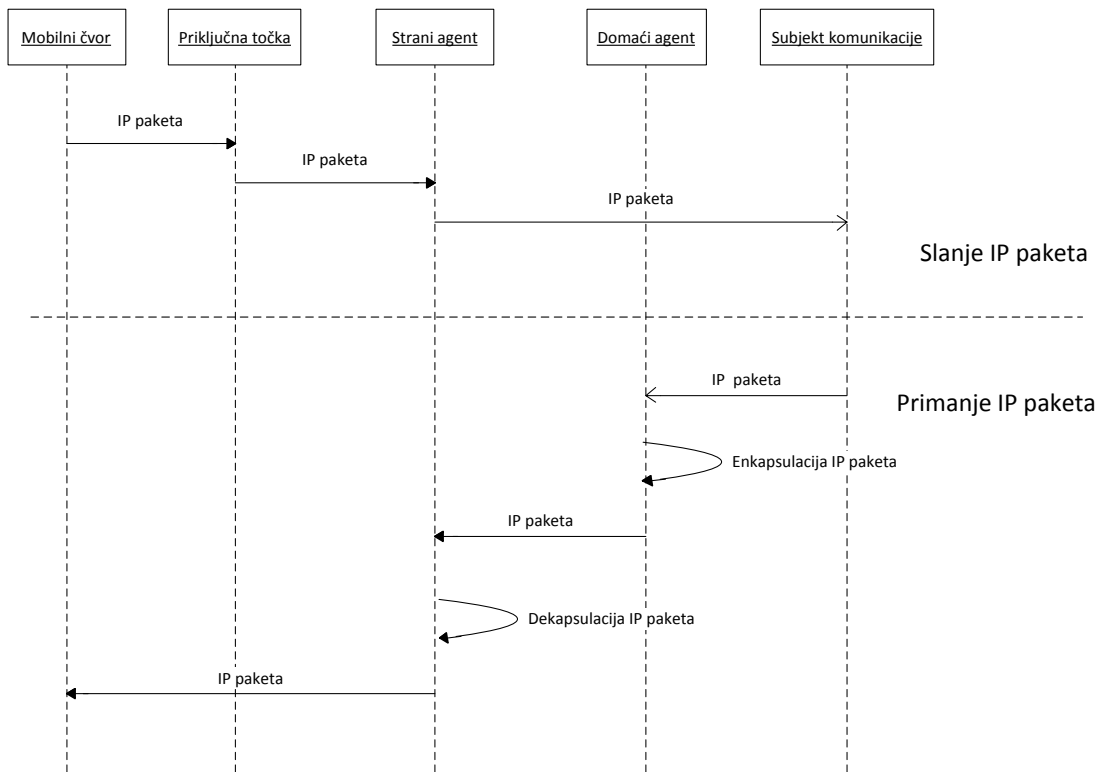 Mobilni čvor
Priključna točka
Strani agent
Domaći agent
Subjekt komunikacije
IP paketa
IP paketa
IP paketa
Slanje IP paketa
IP paketa
Primanje IP paketa
Enkapsulacija IP paketa
IP paketa
Dekapsulacija IP paketa
IP paketa